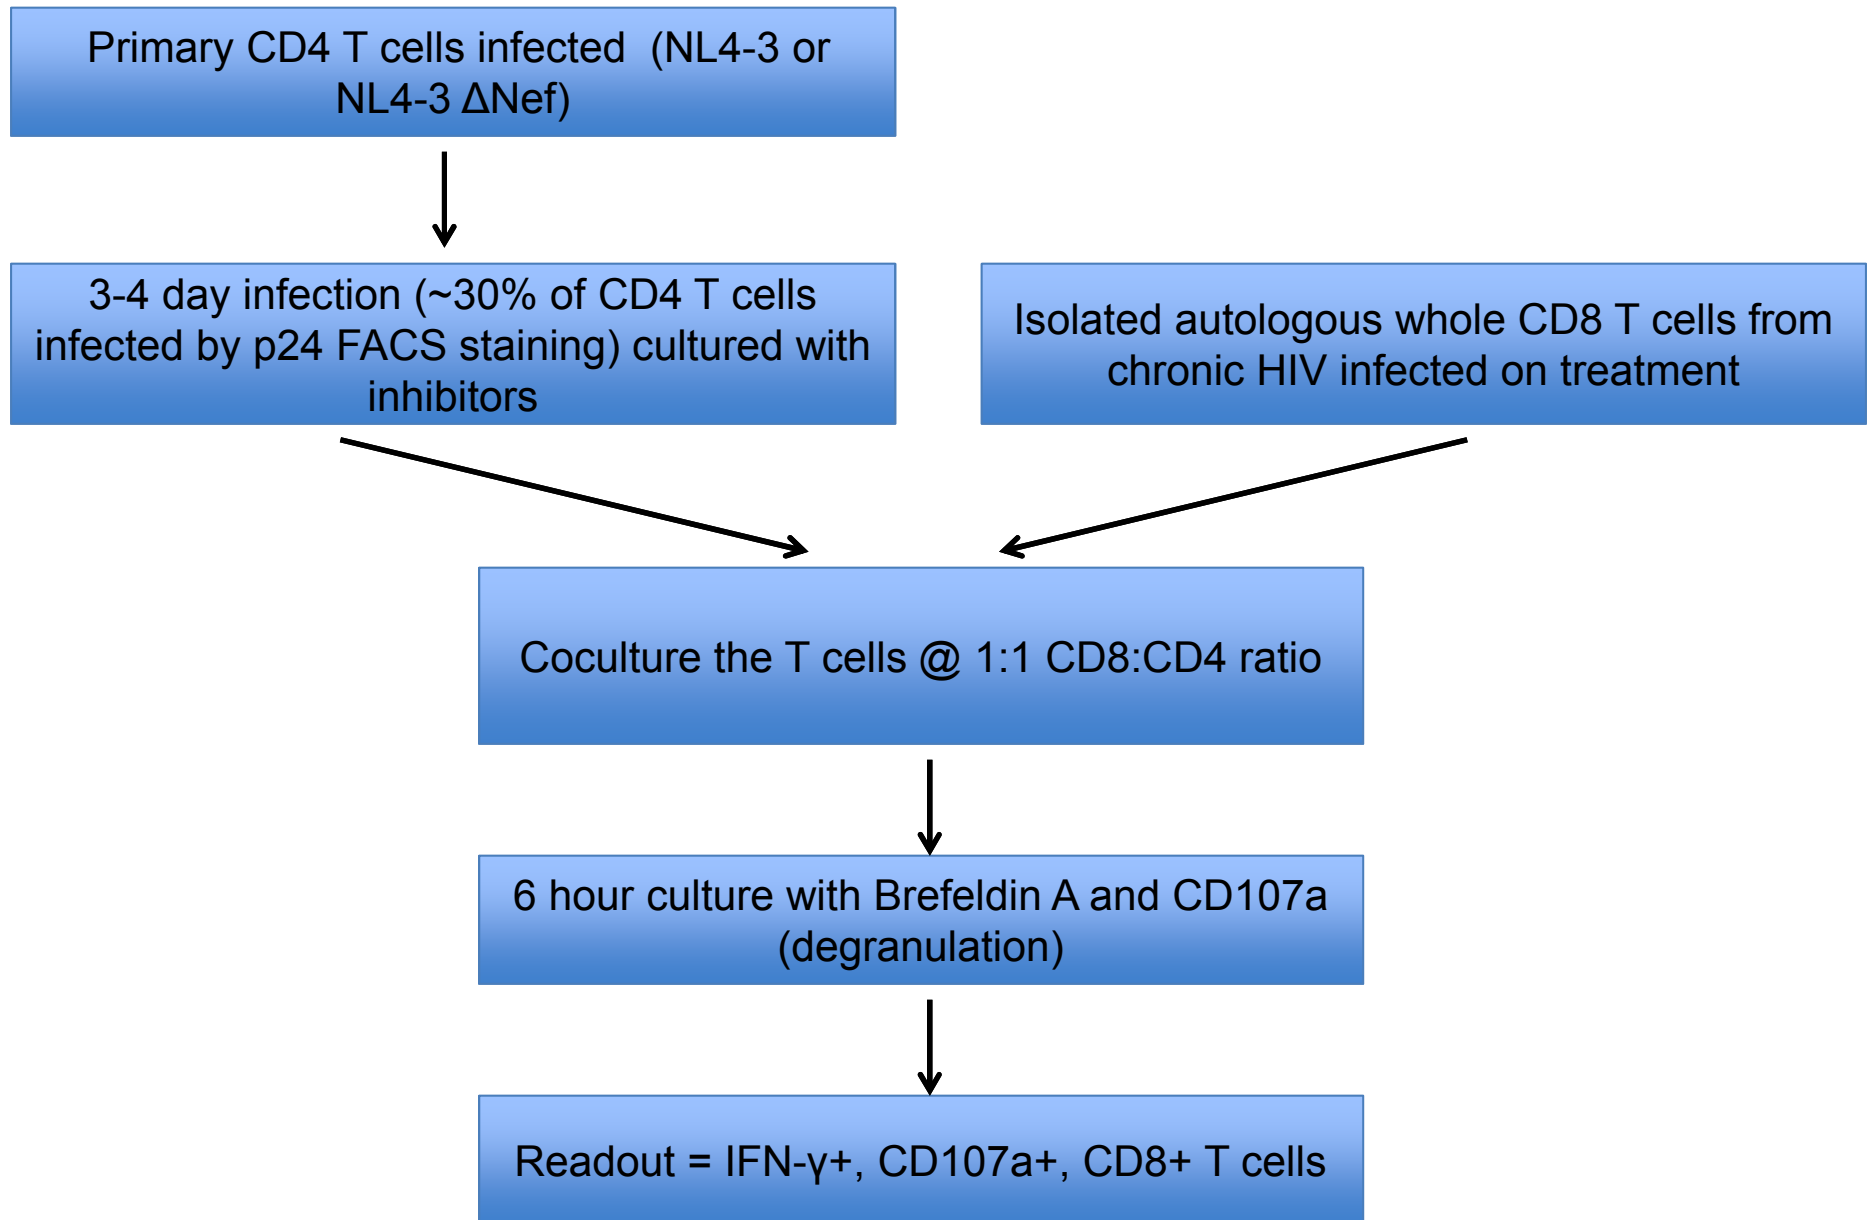 Primary CD4 T cells infected  (NL4-3 or
NL4-3 ΔNef)
3-4 day infection (~30% of CD4 T cells
infected by p24 FACS staining) cultured with
inhibitors
Isolated autologous whole CD8 T cells from
chronic HIV infected on treatment
Coculture the T cells @ 1:1 CD8:CD4 ratio
6 hour culture with Brefeldin A and CD107a
(degranulation)
Readout = IFN-γ+, CD107a+, CD8+ T cells